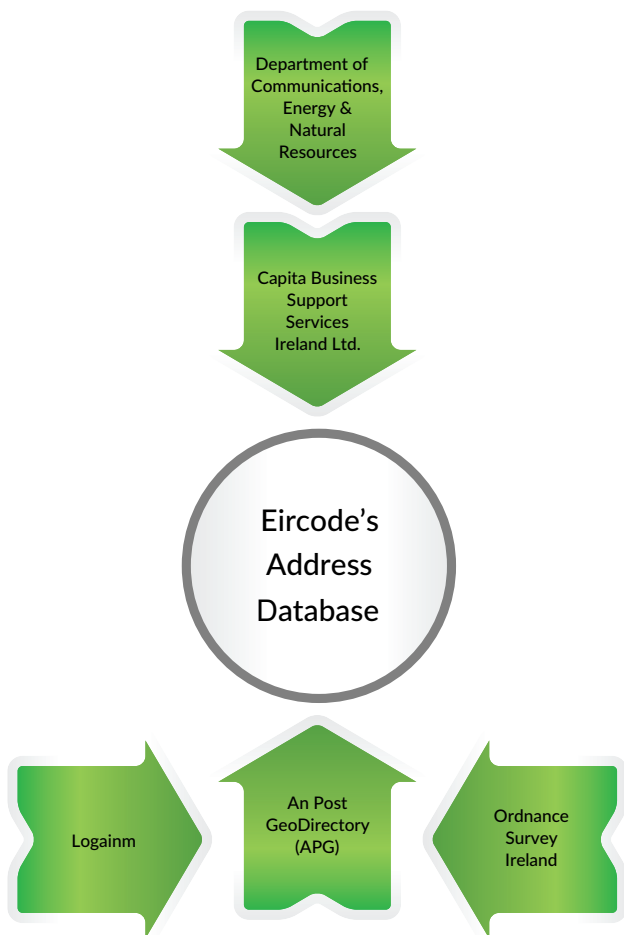 Department of
Communications,
Energy &
Natural
Resources
Capita Business
Support
Services
Ireland Ltd.
Eircode’s
Address
Database
Logainm
An Post
GeoDirectory
(APG)
Ordnance
Survey
Ireland